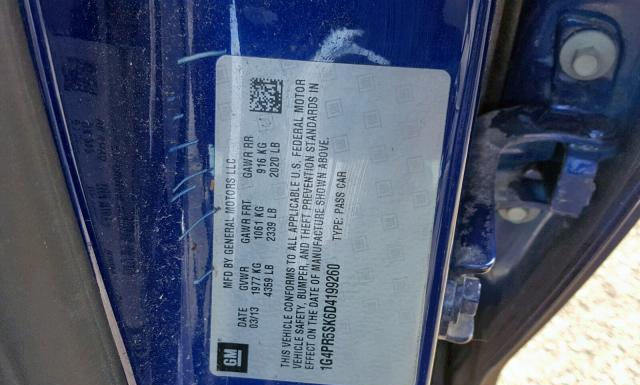 MFD BY GENERAL MOTORS LLC
DATE GVWR GAWR FRT GAWR RR
03/13 1977 KG 1061 KG 916 KG
4359 LB 2339 LB 2020 LB
THIS VEHICLE CONFORMS TO ALL APPLICABLE U.S. FEDERAL MOTOR
VEHICLE SAFETY, BUMPER, AND THEFT PREVENTION STANDARDS IN
EFFECT ON THE DATE OF MANUFACTURE SHOWN ABOVE.
1G4PR5SK6D4199260 TYPE: PASS CAR
GM